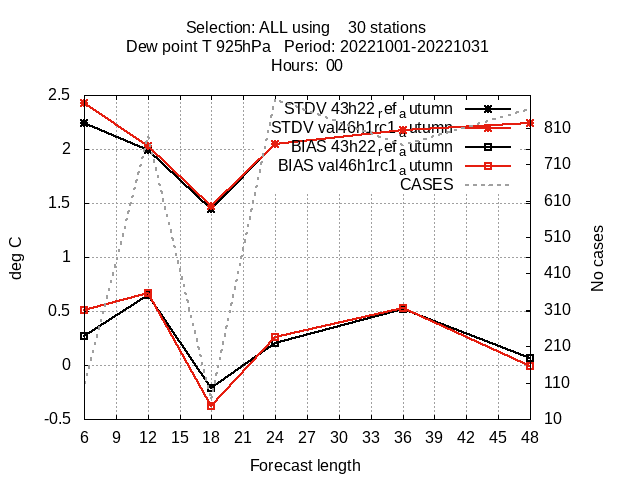 Selection: ALL using 30 stations
Dew point T 925hPa Period: 20221001-20221031
Hours: 00
2.5
2
1.5
1
0.5
0
-0.5
deg C
STDV 43h22_ref_autumn
STDV val46h1rc1_autumn
BIAS 43h22_ref_autumn
BIAS val46h1rc1_autumn
CASES
810
710
610
510
410
310
210
110
10
No cases
6 9 12 15 18 21 24 27 30 33 36 39 42 45 48
Forecast length